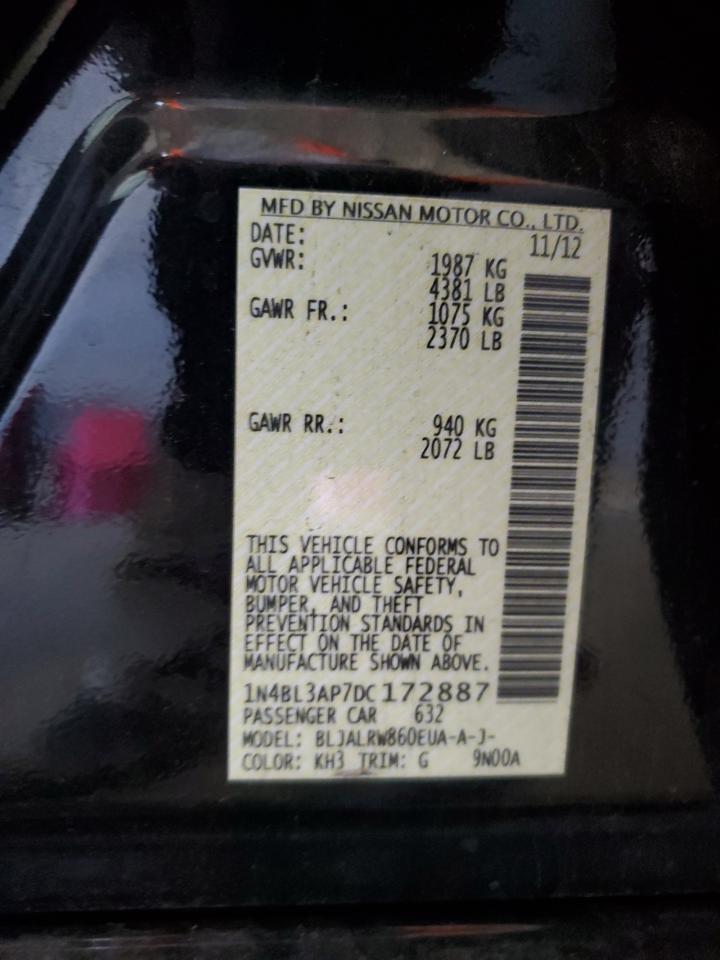 MFD BY NISSAN MOTOR CO., LTD.
DATE: 11/12
GVWR: 1987 KG
4381 LB
GAWR FR.: 1075 KG
2370 LB
GAWR RR.: 940 KG
2072 LB
THIS VEHICLE CONFORMS TO
ALL APPLICABLE FEDERAL
MOTOR VEHICLE SAFETY,
BUMPER, AND THEFT
PREVENTION STANDARDS IN
EFFECT ON THE DATE OF
MANUFACTURE SHOWN ABOVE.
1N4BL3AP7DC172887
PASSENGER CAR 632
MODEL: BLJALRW860EUA-A-J-
COLOR: KH3 TRIM: G 9N00A